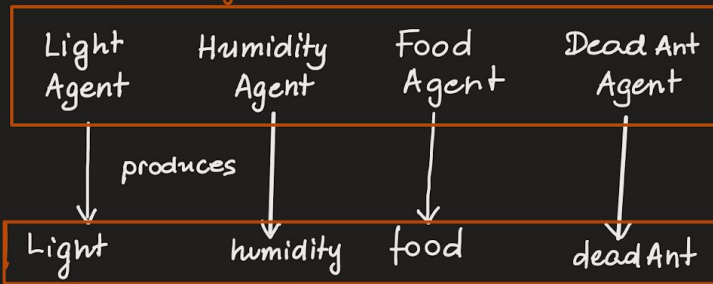 Light Humidity Food Dead Ant
Agent Agent Agent Agent
produces
Light humidity food deadAnt